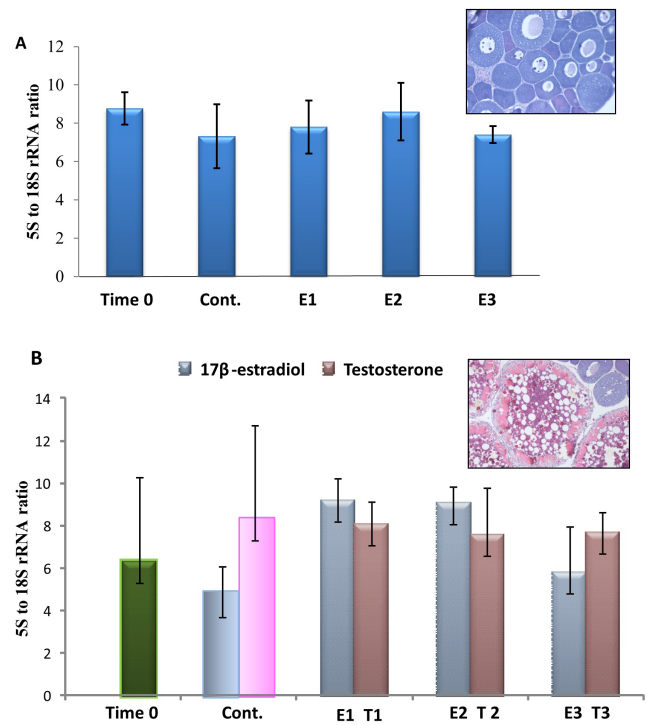 A
5S to 18S rRNA ratio
12
10
8
6
4
2
0
Time 0 Cont. E1 E2 E3
B
17β-estradiol Testosterone
5S to 18S rRNA ratio
14
12
10
8
6
4
2
0
Time 0 Cont. E1 T1 E2 T 2 E3 T3